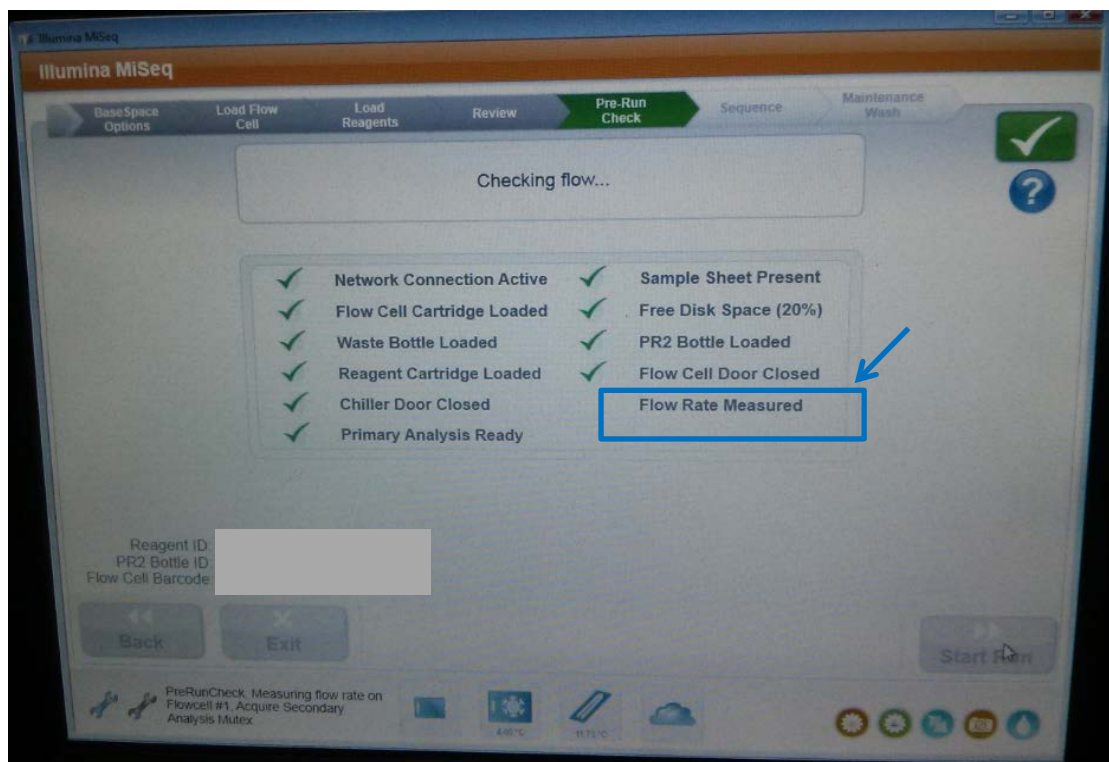 Illumina MiSeq
Illumina MiSeq
BaseSpace Options
Load Flow Cell
Load Reagents
Review
Pre-Run Check
Sequence
Maintenance Wash
Checking flow...
?
Network Connection Active
Flow Cell Cartridge Loaded
Waste Bottle Loaded
Reagent Cartridge Loaded
Chiller Door Closed
Primary Analysis Ready
Sample Sheet Present
Free Disk Space (20%)
PR2 Bottle Loaded
Flow Cell Door Closed
Flow Rate Measured
Reagent ID:
PR2 Bottle ID
Flow Cell Barcode
Back
Exit
Start Run
PreRunCheck, Measuring flow rate on
Flowcell #1, Acquire Secondary
Analysis Mutex